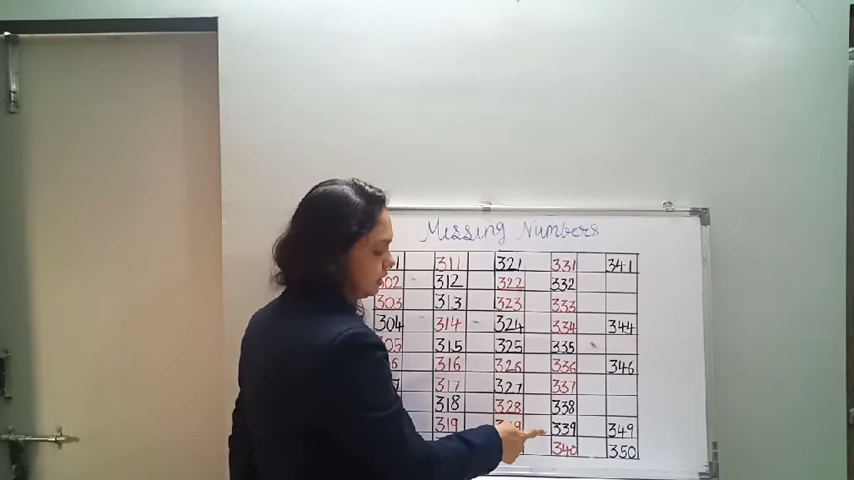 Missing Numbers
311 321 331 341
312 322 332
303 313 323 333
304 314 324 334 344
315 325 335
316 326 336 346
317 327 337
318 328 338
319 339 349
340 350